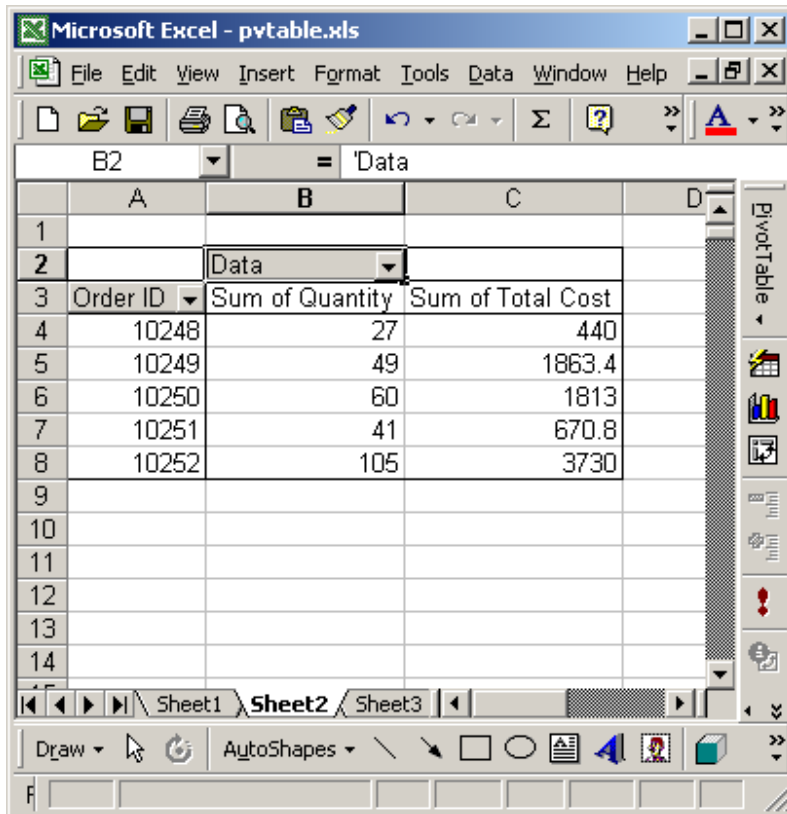 Microsoft Excel - pvtable.xls
File Edit View Insert Format Tools Data Window Help
Σ ? » A »
B2 = 'Data
A B C D
1
2 Data
3 Order ID Sum of Quantity Sum of Total Cost
4 10248 27 440
5 10249 49 1863.4
6 10250 60 1813
7 10251 41 670.8
8 10252 105 3730
9
10
11
12
13
14
PivotTable
Sheet1 Sheet2 Sheet3
Draw AutoShapes A »